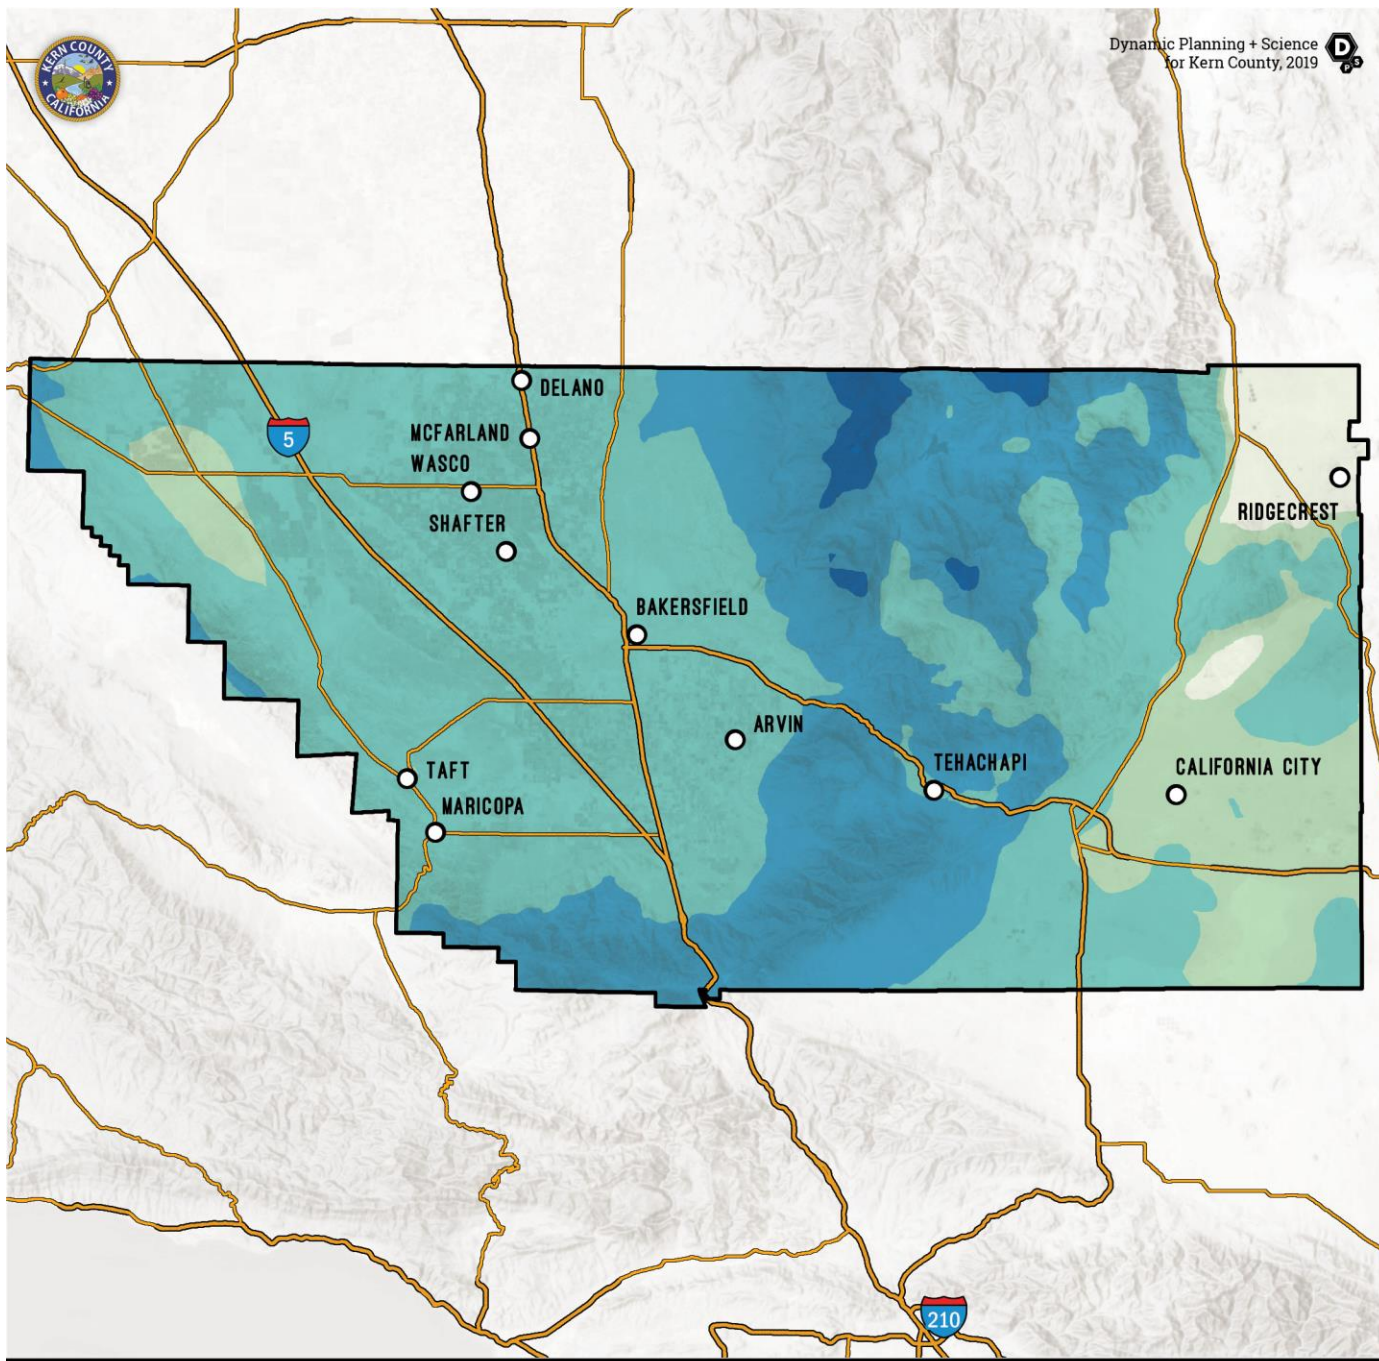 KERN COUNTY
CALIFORNIA
Dynamic Planning + Science
for Kern County, 2019
D
P
S
DELANO
5
MCFARLAND
WASCO
RIDGECREST
SHAFTER
BAKERSFIELD
ARVIN
TAFT
TEHACHAPI
CALIFORNIA CITY
MARICOPA
210